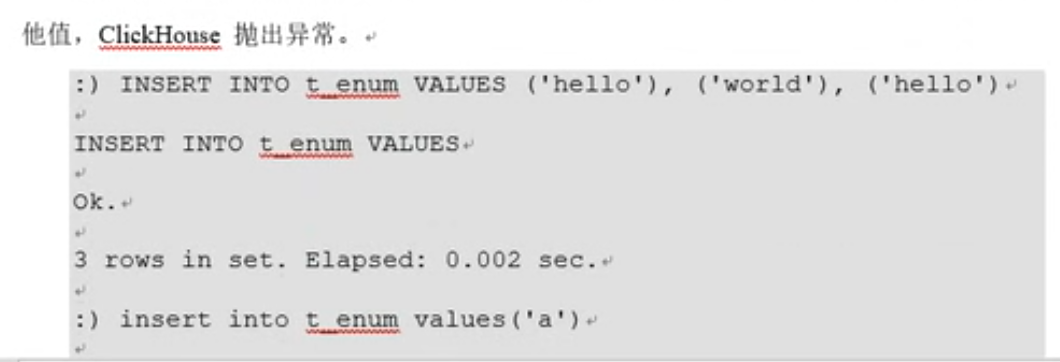 他值，ClickHouse 抛出异常。
:) INSERT INTO t_enum VALUES ('hello'), ('world'), ('hello')
INSERT INTO t_enum VALUES
Ok.
3 rows in set. Elapsed: 0.002 sec.
:) insert into t_enum values('a')